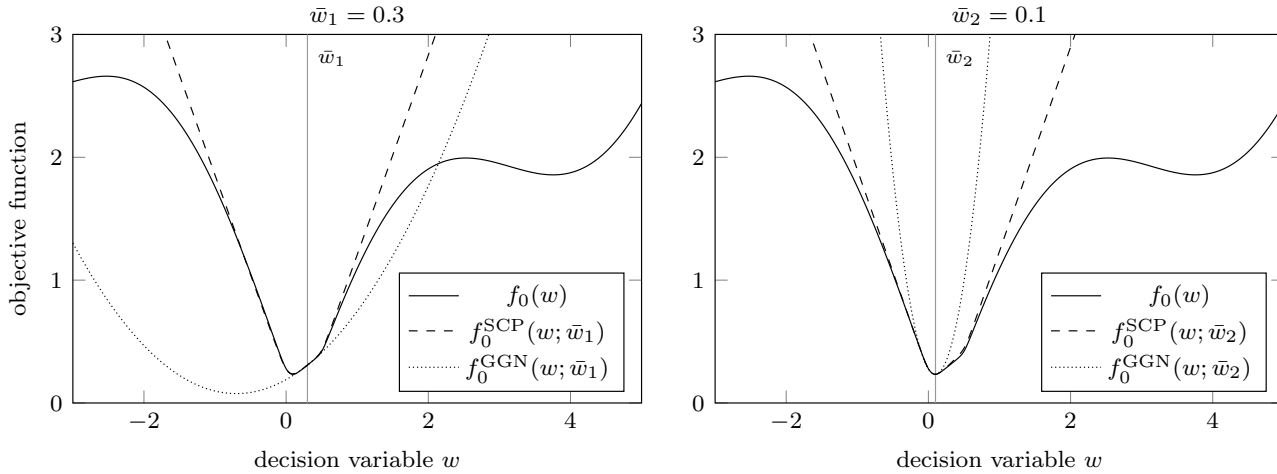 w̄₁ = 0.3
3
2
1
0
−2
0
2
4
objective function
decision variable w
w̄₁
f₀(w)
f₀^SCP(w; w̄₁)
f₀^GGN(w; w̄₁)
w̄₂ = 0.1
3
2
1
0
−2
0
2
4
decision variable w
w̄₂
f₀(w)
f₀^SCP(w; w̄₂)
f₀^GGN(w; w̄₂)